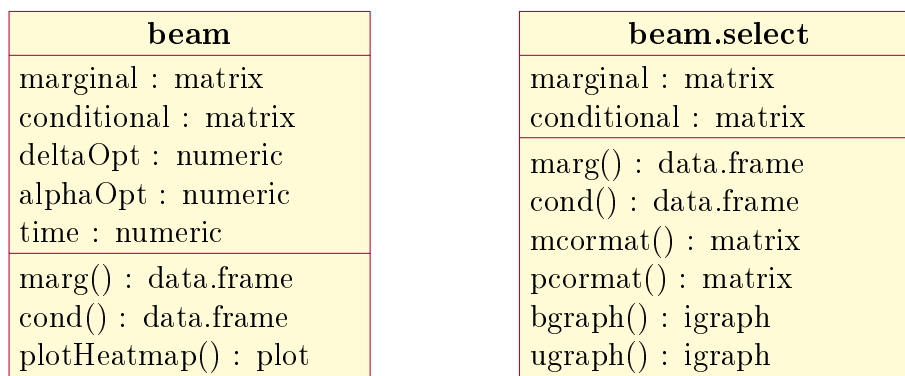 beam
marginal : matrix
conditional : matrix
deltaOpt : numeric
alphaOpt : numeric
time : numeric
marg() : data.frame
cond() : data.frame
plotHeatmap() : plot
beam.select
marginal : matrix
conditional : matrix
marg() : data.frame
cond() : data.frame
mcormat() : matrix
pcormat() : matrix
bgraph() : igraph
ugraph() : igraph